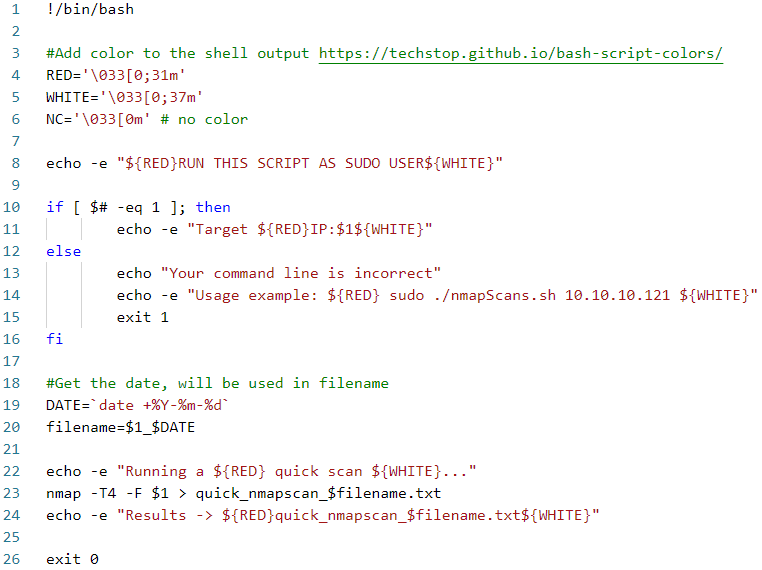 1 !/bin/bash
2
3 #Add color to the shell output https://techstop.github.io/bash-script-colors/
4 RED='\033[0;31m'
5 WHITE='\033[0;37m'
6 NC='\033[0m' # no color
7
8 echo -e "${RED}RUN THIS SCRIPT AS SUDO USER${WHITE}"
9
10 if [ $# -eq 1 ]; then
11 echo -e "Target ${RED}IP:$1${WHITE}"
12 else
13 echo "Your command line is incorrect"
14 echo -e "Usage example: ${RED} sudo ./nmapScans.sh 10.10.10.121 ${WHITE}"
15 exit 1
16 fi
17
18 #Get the date, will be used in filename
19 DATE=`date +%Y-%m-%d`
20 filename=$1_$DATE
21
22 echo -e "Running a ${RED} quick scan ${WHITE}..."
23 nmap -T4 -F $1 > quick_nmapscan_$filename.txt
24 echo -e "Results -> ${RED}quick_nmapscan_$filename.txt${WHITE}"
25
26 exit 0